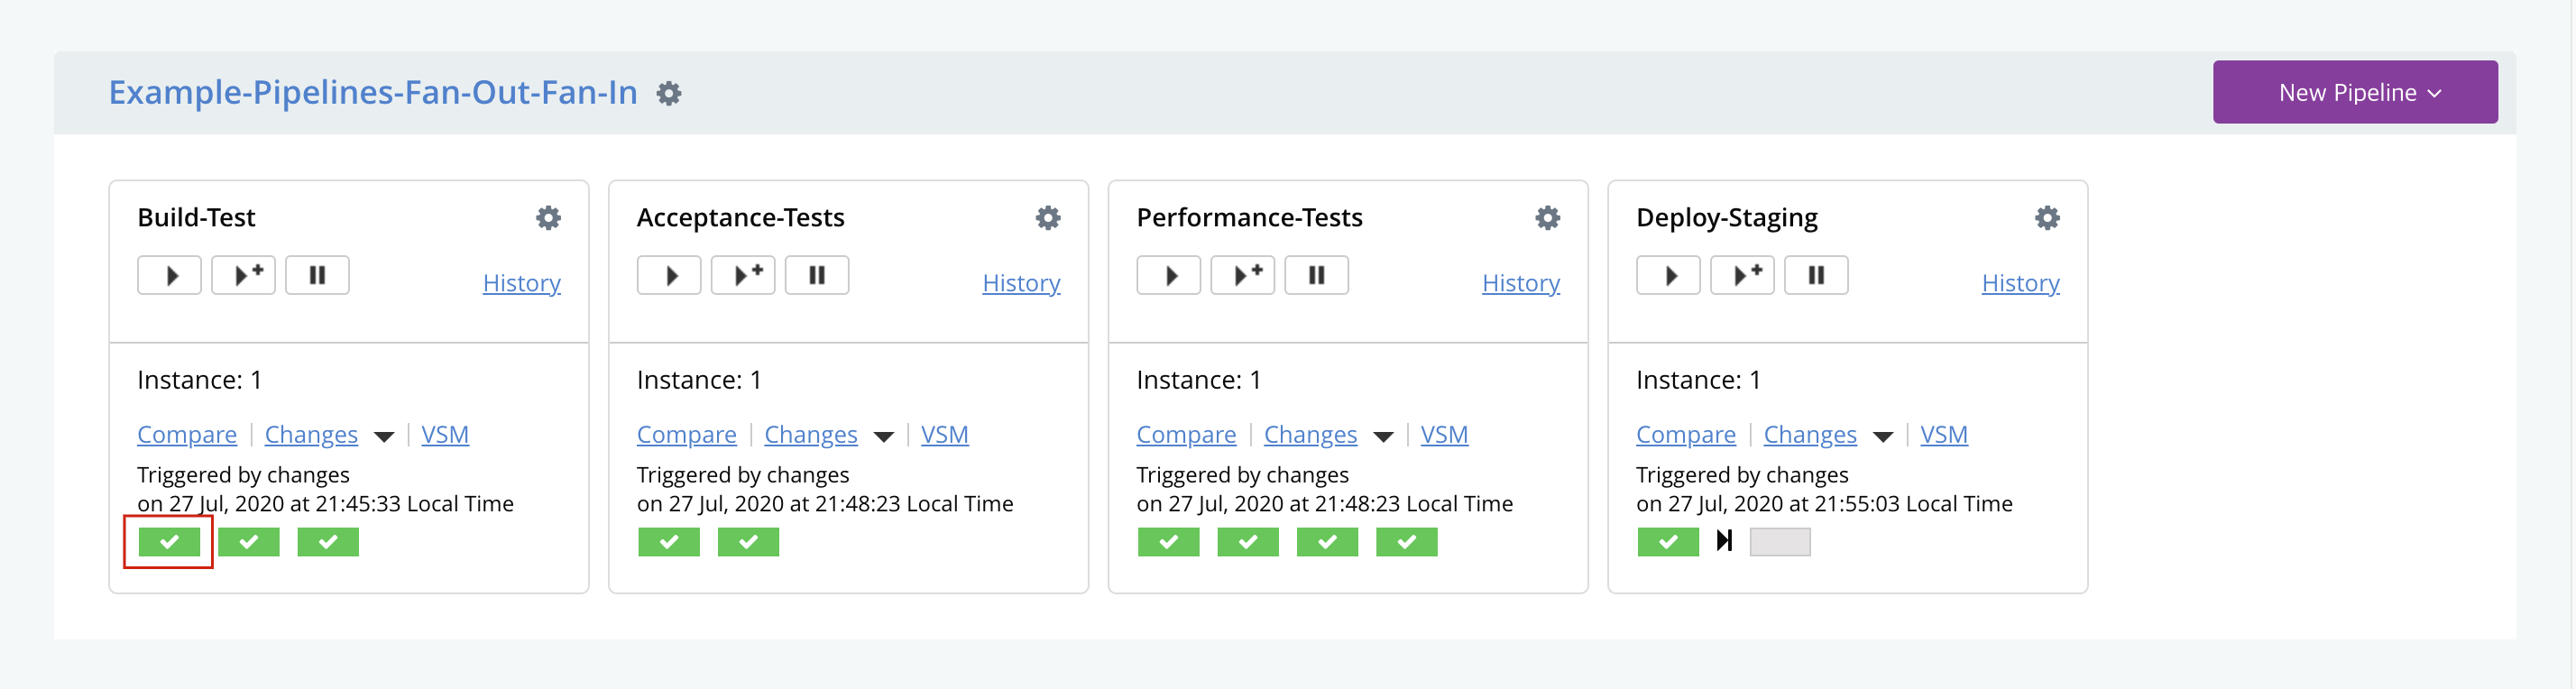 Example-Pipelines-Fan-Out-Fan-In
New Pipeline
Build-Test
History
Instance: 1
Compare
Changes
VSM
Triggered by changes
on 27 Jul, 2020 at 21:45:33 Local Time
Acceptance-Tests
History
Instance: 1
Compare
Changes
VSM
Triggered by changes
on 27 Jul, 2020 at 21:48:23 Local Time
Performance-Tests
History
Instance: 1
Compare
Changes
VSM
Triggered by changes
on 27 Jul, 2020 at 21:48:23 Local Time
Deploy-Staging
History
Instance: 1
Compare
Changes
VSM
Triggered by changes
on 27 Jul, 2020 at 21:55:03 Local Time